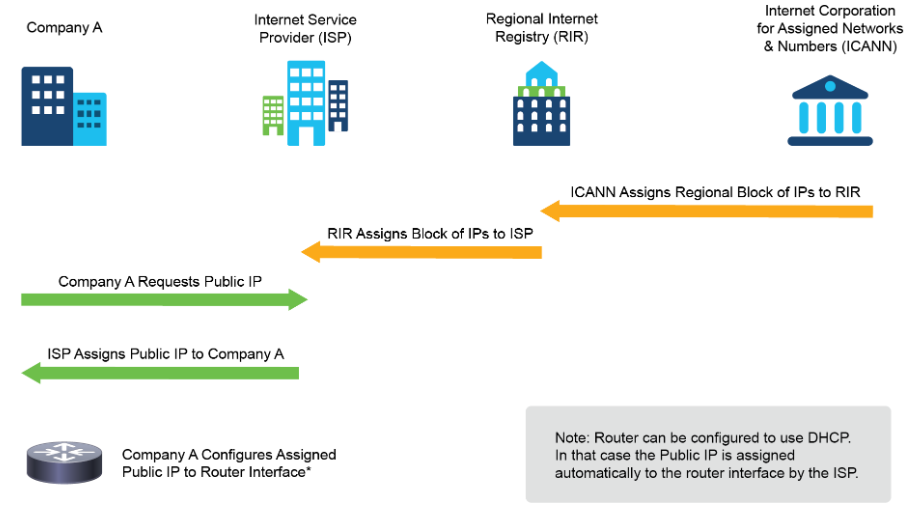 Company A
Internet Service
Provider (ISP)
Regional Internet
Registry (RIR)
Internet Corporation
for Assigned Networks
& Numbers (ICANN)
ICANN Assigns Regional Block of IPs to RIR
RIR Assigns Block of IPs to ISP
Company A Requests Public IP
ISP Assigns Public IP to Company A
Company A Configures Assigned
Public IP to Router Interface*
Note: Router can be configured to use DHCP.
In that case the Public IP is assigned
automatically to the router interface by the ISP.